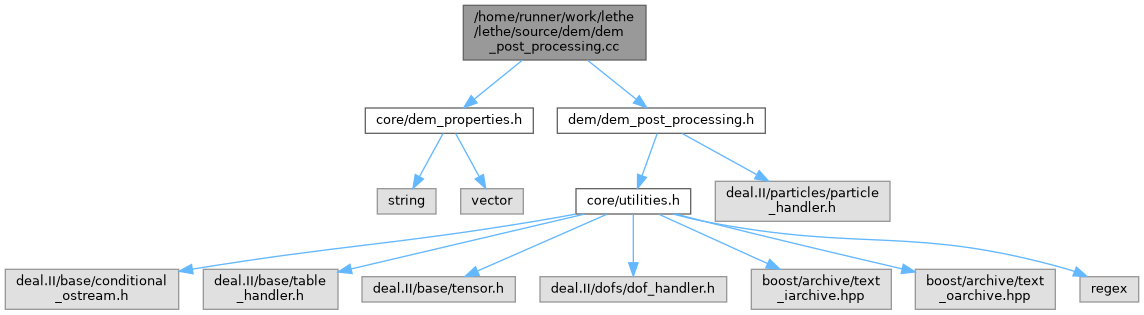 /home/runner/work/lethe
/lethe/source/dem/dem
_post_processing.cc
core/dem_properties.h
dem/dem_post_processing.h
string
vector
core/utilities.h
deal.II/particles/particle
_handler.h
deal.II/base/conditional
_ostream.h
deal.II/base/table
_handler.h
deal.II/base/tensor.h
deal.II/dofs/dof_handler.h
boost/archive/text
_iarchive.hpp
boost/archive/text
_oarchive.hpp
regex